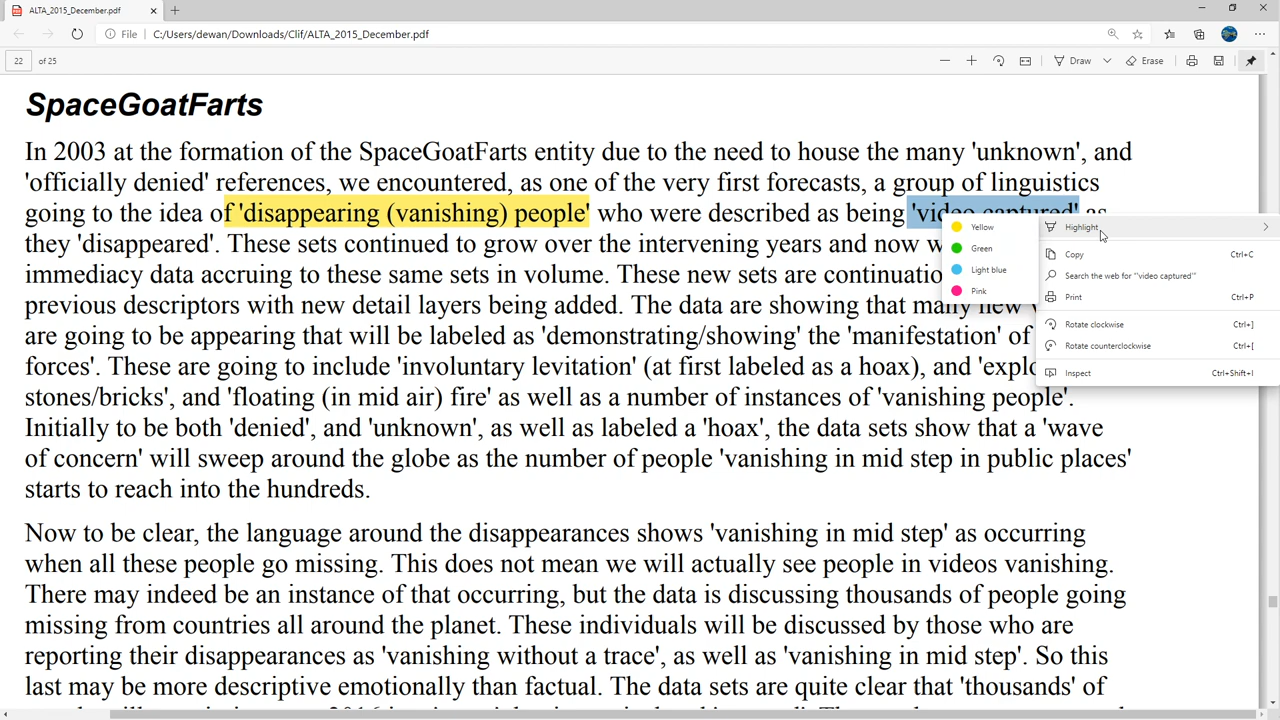 ALTA_2015_December.pdf
File C:/Users/dewan/Downloads/Clif/ALTA_2015_December.pdf
22 of 25 Draw Erase
SpaceGoatFarts
In 2003 at the formation of the SpaceGoatFarts entity due to the need to house the many 'unknown', and
'officially denied' references, we encountered, as one of the very first forecasts, a group of linguistics
going to the idea of 'disappearing (vanishing) people' who were described as being 'video captured' as
they 'disappeared'. These sets continued to grow over the intervening years and now
immediacy data accruing to these same sets in volume. These new sets are continuation
previous descriptors with new detail layers being added. The data are showing that many new
are going to be appearing that will be labeled as 'demonstrating/showing' the 'manifestation' of
forces'. These are going to include 'involuntary levitation' (at first labeled as a hoax), and
stones/bricks', and 'floating (in mid air) fire' as well as a number of instances of 'vanishing people'.
Initially to be both 'denied', and 'unknown', as well as labeled a 'hoax', the data sets show that a 'wave
of concern' will sweep around the globe as the number of people 'vanishing in mid step in public places'
starts to reach into the hundreds.
Now to be clear, the language around the disappearances shows 'vanishing in mid step' as occurring
when all these people go missing. This does not mean we will actually see people in videos vanishing.
There may indeed be an instance of that occurring, but the data is discussing thousands of people going
missing from countries all around the planet. These individuals will be discussed by those who are
reporting their disappearances as 'vanishing without a trace', as well as 'vanishing in mid step'. So this
last may be more descriptive emotionally than factual. The data sets are quite clear that 'thousands' of
Yellow
Green
Light blue
Pink
Highlight
Copy Ctrl+C
Search the web for "'video captured'"
Print Ctrl+P
Rotate clockwise Ctrl+]
Rotate counterclockwise Ctrl+[
Inspect Ctrl+Shift+I